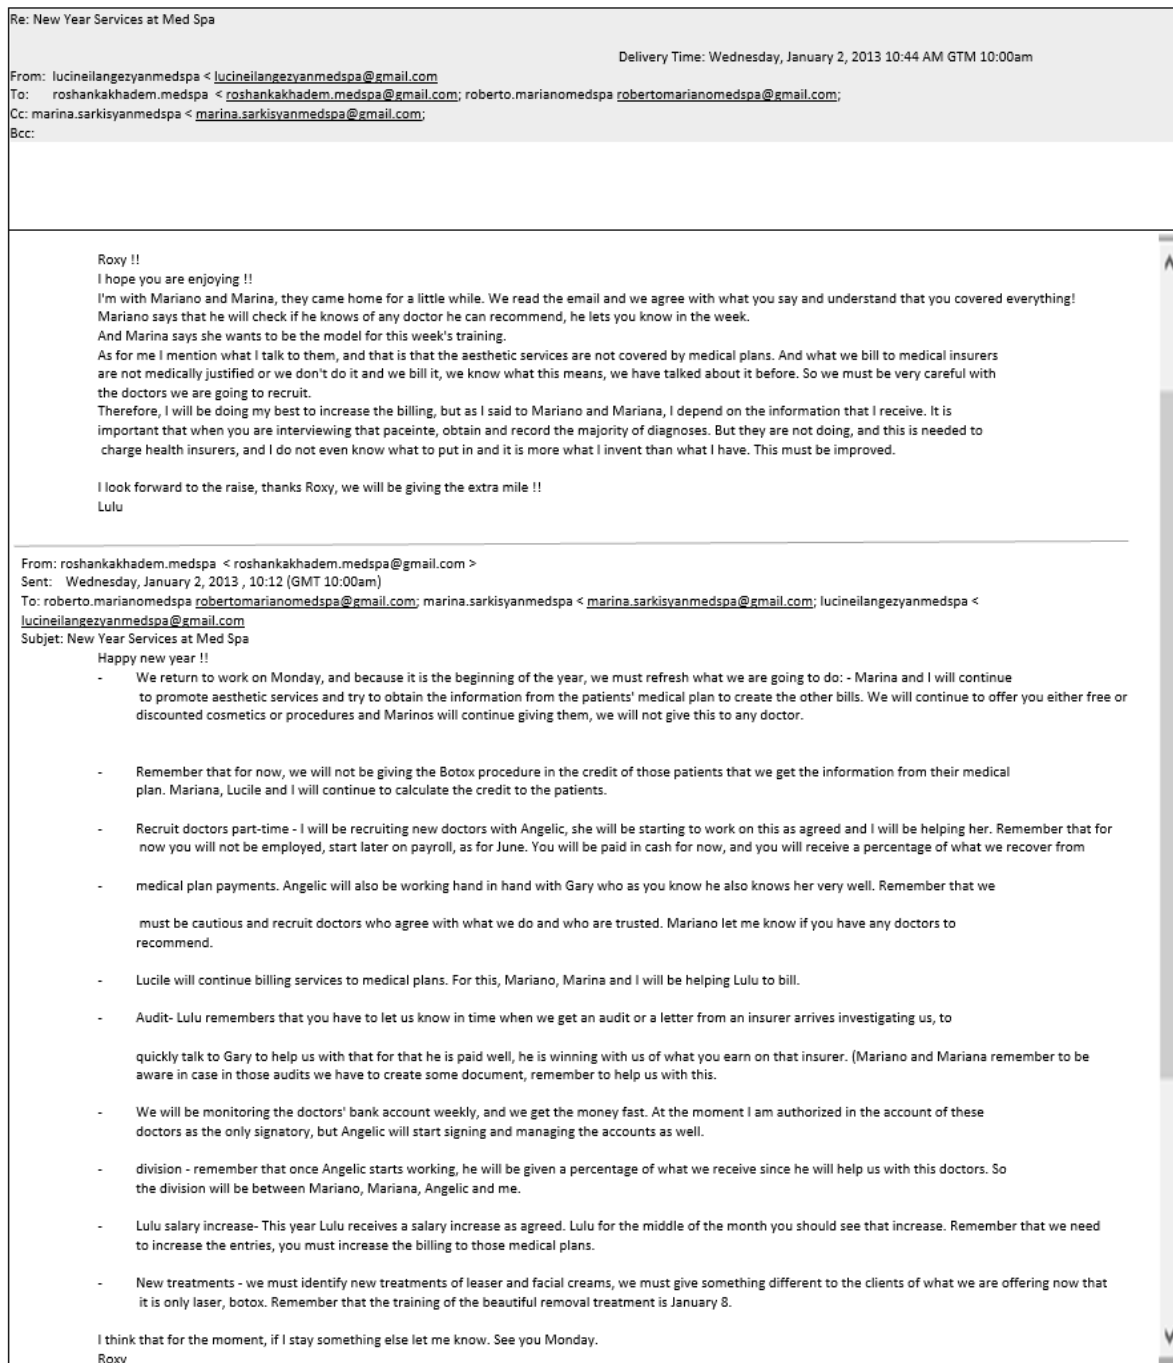 Re: New Year Services at Med Spa
Delivery Time: Wednesday, January 2, 2013 10:44 AM GTM 10:00am
From: lucineilangezyanmedspa < lucineilangezyanmedspa@gmail.com
To: roshankakhadem.medspa < roshankakhadem.medspa@gmail.com; roberto.marianomedspa robertomarianomedspa@gmail.com;
Cc: marina.sarkisyanmedspa < marina.sarkisyanmedspa@gmail.com;
Bcc:
Roxy !!
I hope you are enjoying !!
I'm with Mariano and Marina, they came home for a little while. We read the email and we agree with what you say and understand that you covered everything!
Mariano says that he will check if he knows of any doctor he can recommend, he lets you know in the week.
And Marina says she wants to be the model for this week's training.
As for me I mention what I talk to them, and that is that the aesthetic services are not covered by medical plans. And what we bill to medical insurers
are not medically justified or we don't do it and we bill it, we know what this means, we have talked about it before. So we must be very careful with
the doctors we are going to recruit.
Therefore, I will be doing my best to increase the billing, but as I said to Mariano and Mariana, I depend on the information that I receive. It is
important that when you are interviewing that paceinte, obtain and record the majority of diagnoses. But they are not doing, and this is needed to
charge health insurers, and I do not even know what to put in and it is more what I invent than what I have. This must be improved.
I look forward to the raise, thanks Roxy, we will be giving the extra mile !!
Lulu
From: roshankakhadem.medspa < roshankakhadem.medspa@gmail.com >
Sent: Wednesday, January 2, 2013 , 10:12 (GMT 10:00am)
To: roberto.marianomedspa robertomarianomedspa@gmail.com; marina.sarkisyanmedspa < marina.sarkisyanmedspa@gmail.com; lucineilangezyanmedspa <
lucineilangezyanmedspa@gmail.com
Subjet: New Year Services at Med Spa
Happy new year !!
- We return to work on Monday, and because it is the beginning of the year, we must refresh what we are going to do: - Marina and I will continue
to promote aesthetic services and try to obtain the information from the patients' medical plan to create the other bills. We will continue to offer you either free or
discounted cosmetics or procedures and Marinos will continue giving them, we will not give this to any doctor.
- Remember that for now, we will not be giving the Botox procedure in the credit of those patients that we get the information from their medical
plan. Mariana, Lucile and I will continue to calculate the credit to the patients.
- Recruit doctors part-time - I will be recruiting new doctors with Angelic, she will be starting to work on this as agreed and I will be helping her. Remember that for
now you will not be employed, start later on payroll, as for June. You will be paid in cash for now, and you will receive a percentage of what we recover from
- medical plan payments. Angelic will also be working hand in hand with Gary who as you know he also knows her very well. Remember that we
must be cautious and recruit doctors who agree with what we do and who are trusted. Mariano let me know if you have any doctors to
recommend.
- Lucile will continue billing services to medical plans. For this, Mariano, Marina and I will be helping Lulu to bill.
- Audit- Lulu remembers that you have to let us know in time when we get an audit or a letter from an insurer arrives investigating us, to
quickly talk to Gary to help us with that for that he is paid well, he is winning with us of what you earn on that insurer. (Mariano and Mariana remember to be
aware in case in those audits we have to create some document, remember to help us with this.
- We will be monitoring the doctors' bank account weekly, and we get the money fast. At the moment I am authorized in the account of these
doctors as the only signatory, but Angelic will start signing and managing the accounts as well.
- division - remember that once Angelic starts working, he will be given a percentage of what we receive since he will help us with this doctors. So
the division will be between Mariano, Mariana, Angelic and me.
- Lulu salary increase- This year Lulu receives a salary increase as agreed. Lulu for the middle of the month you should see that increase. Remember that we need
to increase the entries, you must increase the billing to those medical plans.
- New treatments - we must identify new treatments of leaser and facial creams, we must give something different to the clients of what we are offering now that
it is only laser, botox. Remember that the training of the beautiful removal treatment is January 8.
I think that for the moment, if I stay something else let me know. See you Monday.
Roxy